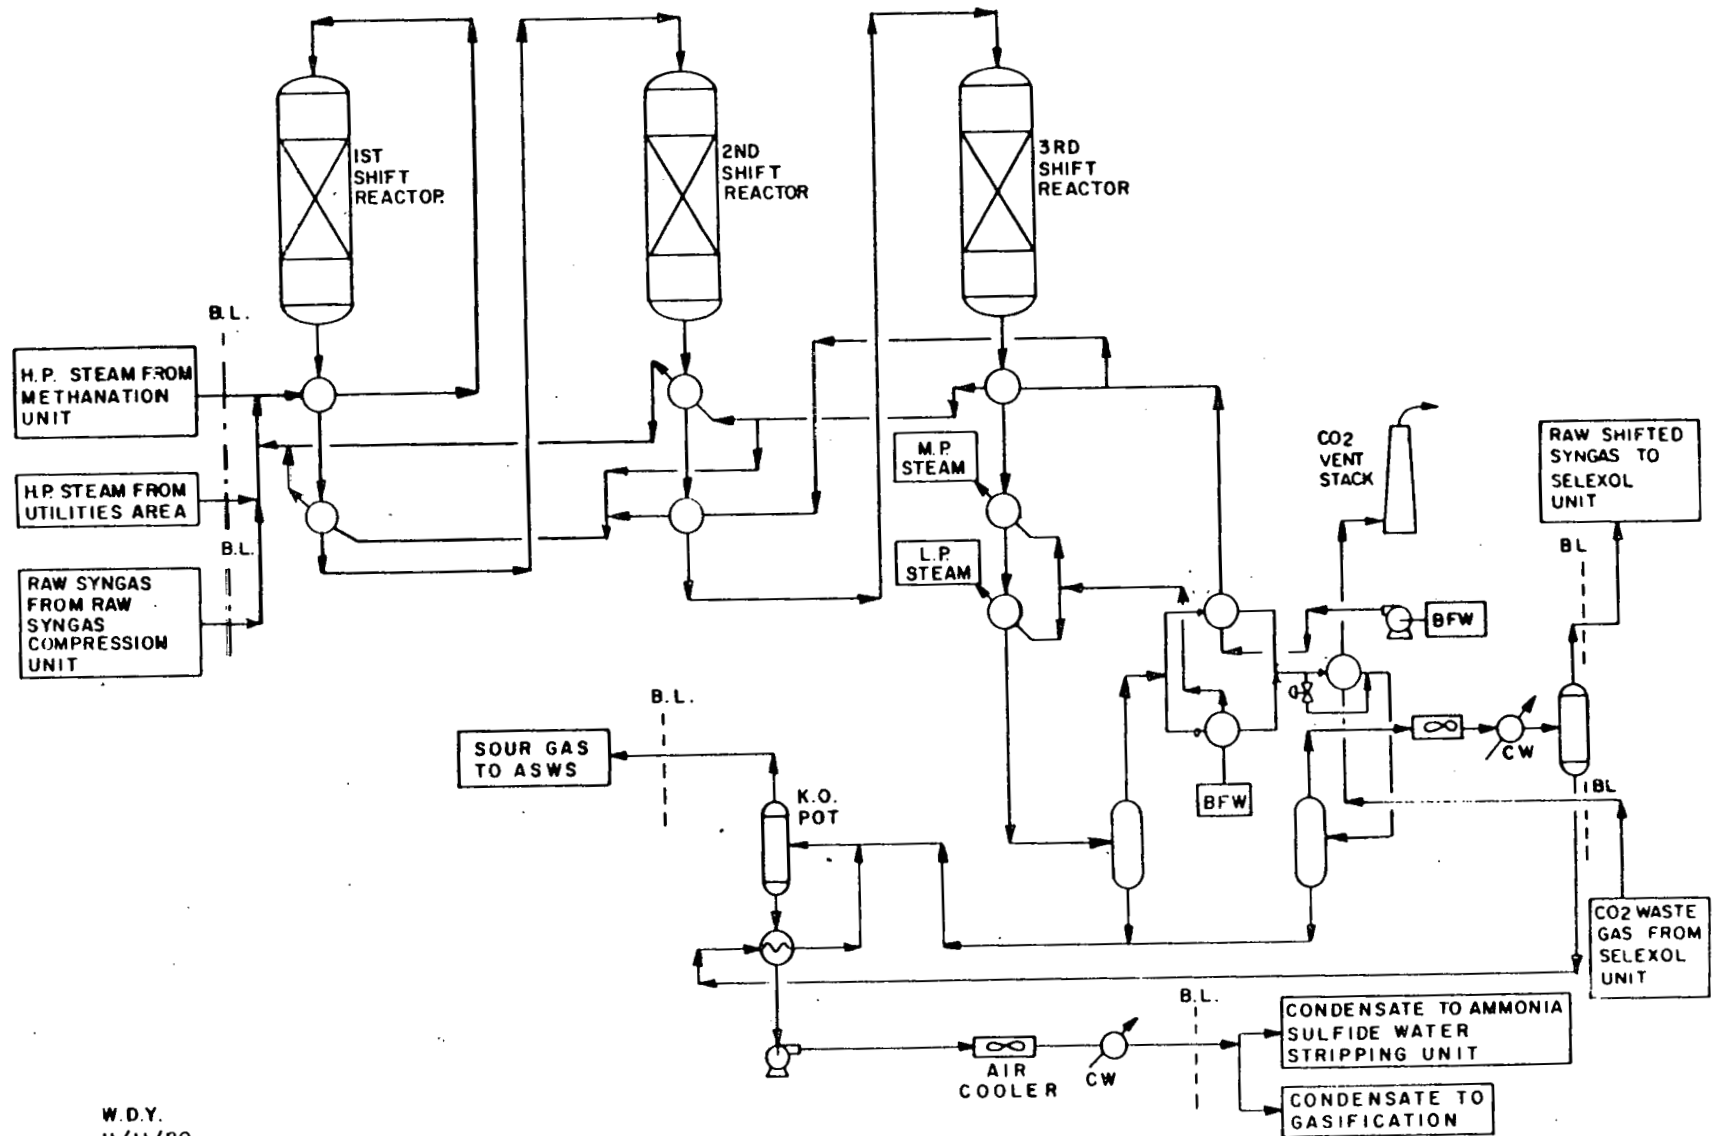 1ST
SHIFT
REACTOR
2ND
SHIFT
REACTOR
3RD
SHIFT
REACTOR
B.L.
H.P. STEAM FROM
METHANATION
UNIT
H.P. STEAM FROM
UTILITIES AREA
B.L.
RAW SYNGAS
FROM RAW
SYNGAS
COMPRESSION
UNIT
M.P.
STEAM
L.P.
STEAM
CO2
VENT
STACK
RAW SHIFTED
SYNGAS TO
SELEXOL
UNIT
BL
BFW
B.L.
SOUR GAS
TO ASWS
K.O.
POT
BFW
CW
BL
CO2 WASTE
GAS FROM
SELEXOL
UNIT
B.L.
CONDENSATE TO AMMONIA
SULFIDE WATER
STRIPPING UNIT
AIR
COOLER
CW
CONDENSATE TO
GASIFICATION
W.D.Y.